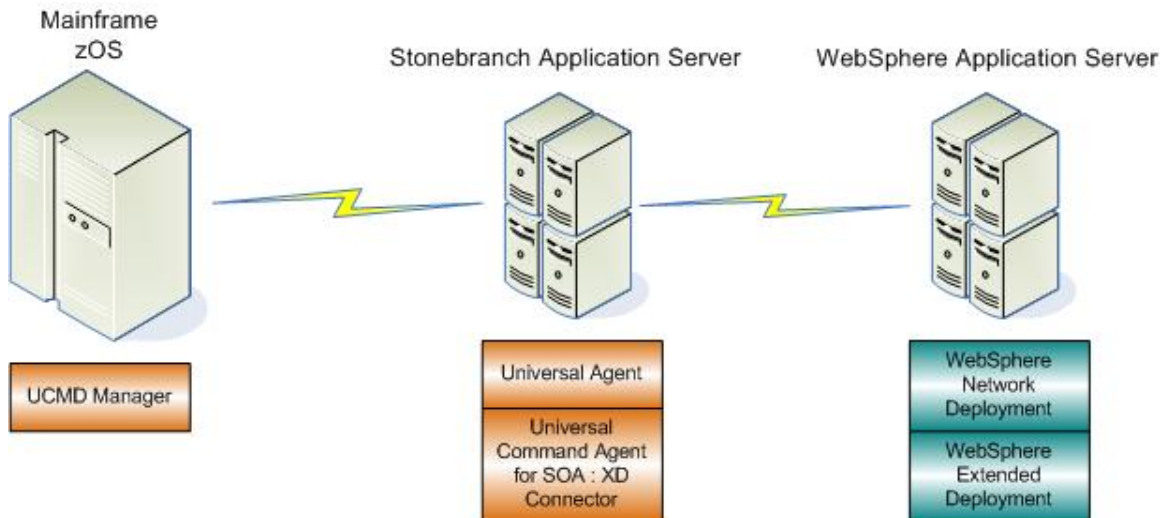 Mainframe
zOS
Stonebranch Application Server
WebSphere Application Server
UCMD Manager
Universal Agent
Universal
Command Agent
for SOA : XD
Connector
WebSphere
Network
Deployment
WebSphere
Extended
Deployment